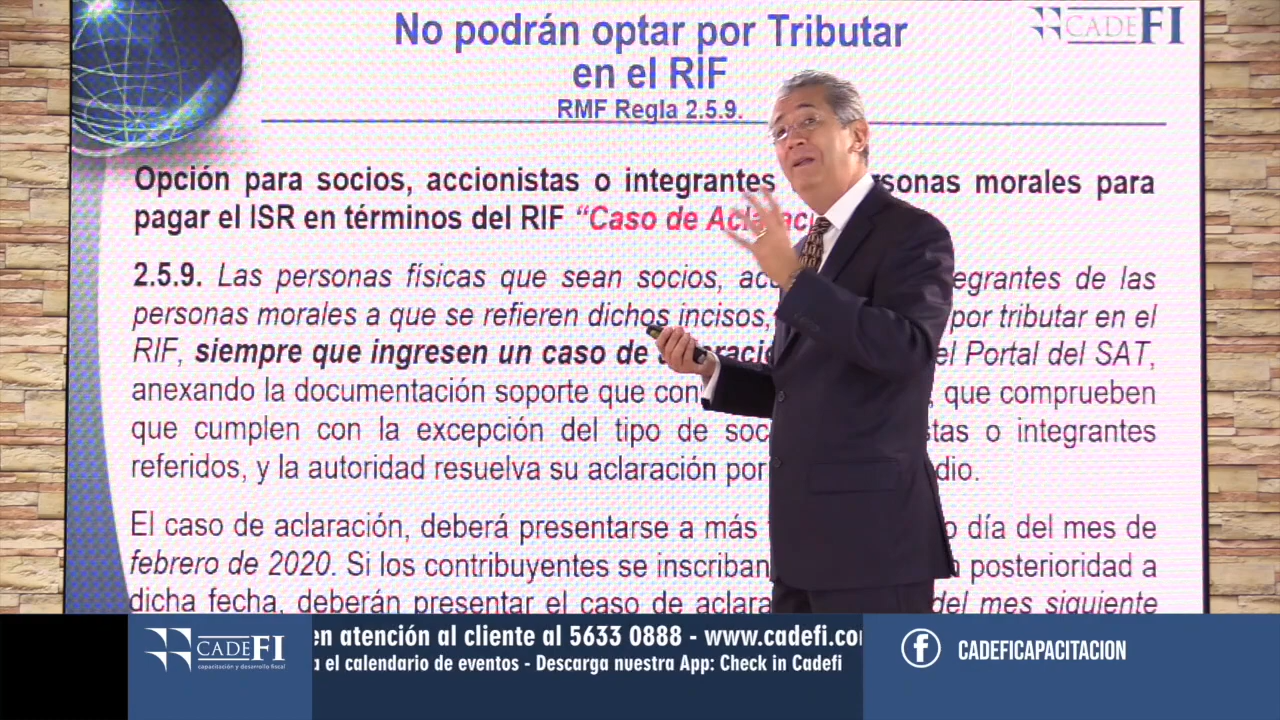 No podrán optar por Tributar
en el RIF
RMF Regla 2.5.9.
CADEFI
Opción para socios, accionistas o integrantes personas morales para
pagar el ISR en términos del RIF “Caso de
2.5.9. Las personas físicas que sean socios, integrantes de las
personas morales a que se refieren dichos incisos, por tributar en el
RIF, siempre que ingresen un caso de el Portal del SAT,
anexando la documentación soporte que que comprueben
que cumplen con la excepción del tipo de o integrantes
referidos, y la autoridad resuelva su aclaración por
El caso de aclaración, deberá presentarse a más día del mes de
febrero de 2020. Si los contribuyentes se inscriban posterioridad a
dicha fecha, deberán presentar el caso de del mes siguiente
CADEFI
capacitación y desarrollo fiscal
en atención al cliente al 5633 0888 - www.cadefi.co
a el calendario de eventos - Descarga nuestra App: Check in Cadefi
f CADEFICAPACITACION